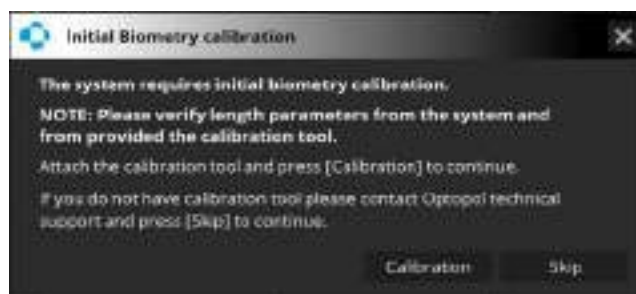 Initial Biometry calibration
The system requires initial biometry calibration.
NOTE: Please verify length parameters from the system and
from provided the calibration tool.
Attach the calibration tool and press [Calibration] to continue.
If you do not have calibration tool please contact Optopol technical
support and press [Skip] to continue.
Calibration
Skip